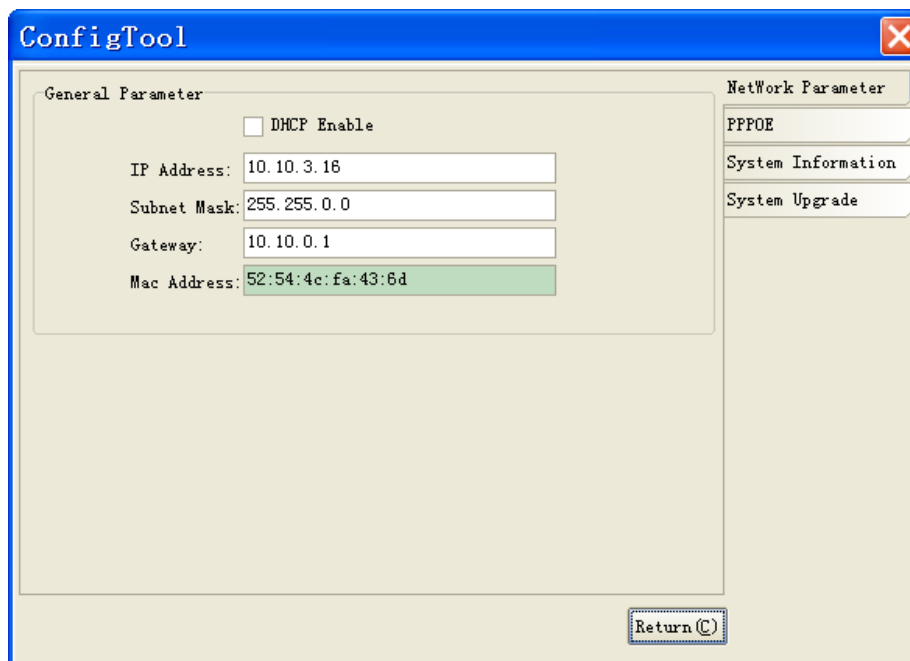 ConfigTool
General Parameter
DHCP Enable
IP Address: 10.10.3.16
Subnet Mask: 255.255.0.0
Gateway: 10.10.0.1
Mac Address: 52:54:4c:fa:43:6d
NetWork Parameter
PPPOE
System Information
System Upgrade
Return(C)